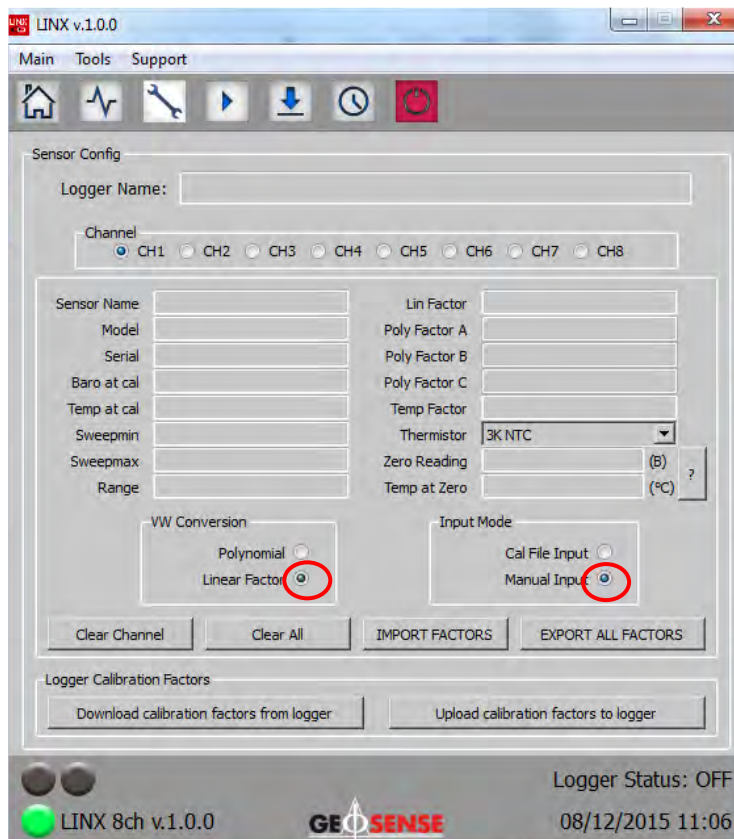 LINX v.1.0.0
Main Tools Support
Sensor Config
Logger Name:
Channel
CH1 CH2 CH3 CH4 CH5 CH6 CH7 CH8
Sensor Name
Model
Serial
Baro at cal
Temp at cal
Sweepmin
Sweepmax
Range
Lin Factor
Poly Factor A
Poly Factor B
Poly Factor C
Temp Factor
Thermistor 3K NTC
Zero Reading (B)
Temp at Zero (ºC)
?
VW Conversion
Polynomial
Linear Factor
Input Mode
Cal File Input
Manual Input
Clear Channel Clear All IMPORT FACTORS EXPORT ALL FACTORS
Logger Calibration Factors
Download calibration factors from logger Upload calibration factors to logger
Logger Status: OFF
LINX 8ch v.1.0.0 GEOSENSE 08/12/2015 11:06